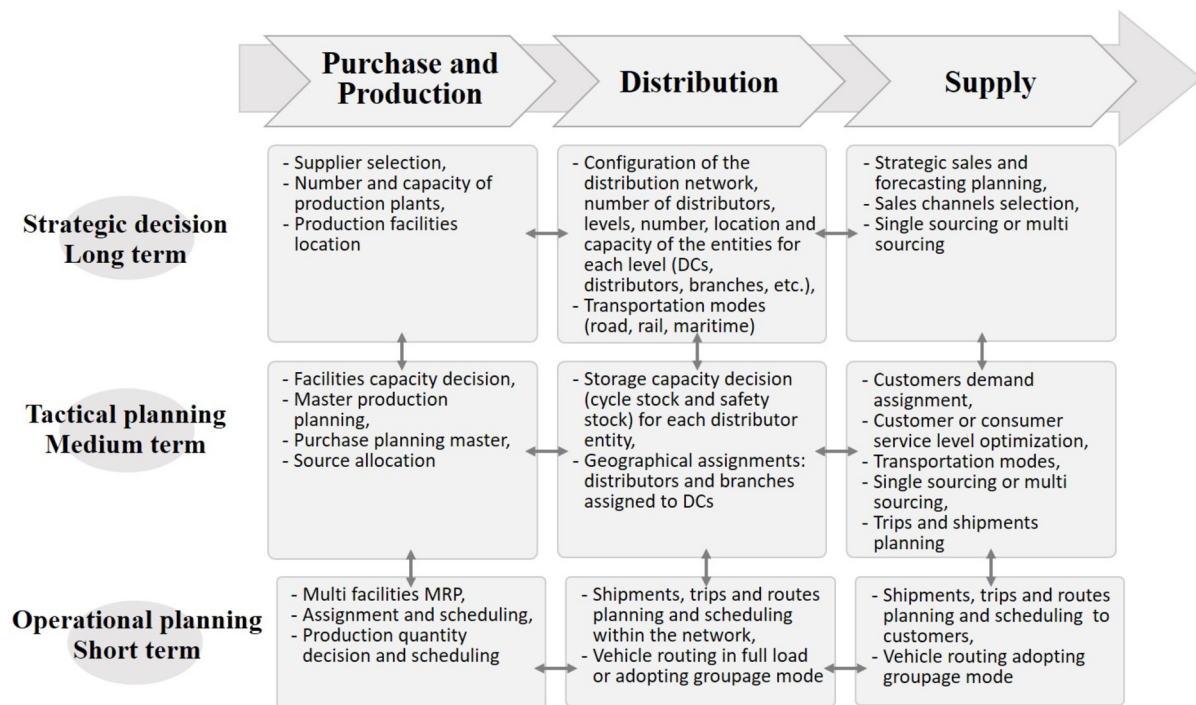 Purchase and
Production
Distribution
Supply
Strategic decision
Long term
- Supplier selection,
- Number and capacity of
production plants,
- Production facilities
location
- Configuration of the
distribution network,
number of distributors,
levels, number, location and
capacity of the entities for
each level (DCs,
distributors, branches, etc.),
- Transportation modes
(road, rail, maritime)
- Strategic sales and
forecasting planning,
- Sales channels selection,
- Single sourcing or multi
sourcing
Tactical planning
Medium term
- Facilities capacity decision,
- Master production
planning,
- Purchase planning master,
- Source allocation
- Storage capacity decision
(cycle stock and safety
stock) for each distributor
entity,
- Geographical assignments:
distributors and branches
assigned to DCs
- Customers demand
assignment,
- Customer or consumer
service level optimization,
- Transportation modes,
- Single sourcing or multi
sourcing,
- Trips and shipments
planning
Operational planning
Short term
- Multi facilities MRP,
- Assignment and scheduling,
- Production quantity
decision and scheduling
- Shipments, trips and routes
planning and scheduling
within the network,
- Vehicle routing in full load
or adopting groupage mode
- Shipments, trips and routes
planning and scheduling to
customers,
- Vehicle routing adopting
groupage mode